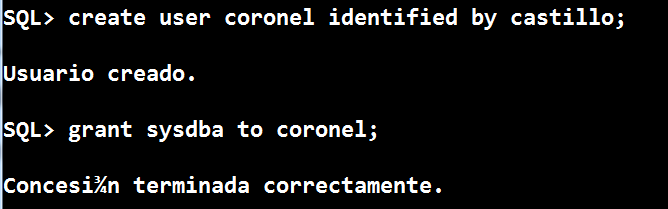 SQL> create user coronel identified by castillo;
Usuario creado.
SQL> grant sysdba to coronel;
Concesi¾n terminada correctamente.